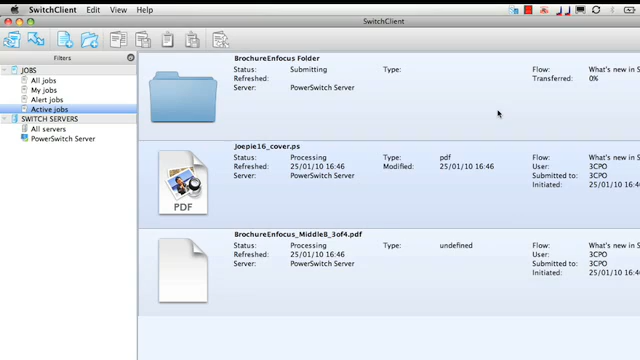 SwitchClient Edit View Help
SwitchClient
Filters
JOBS
All jobs
My jobs
Alert jobs
Active jobs
SWITCH SERVERS
All servers
PowerSwitch Server
BrochureEnfocus Folder
Status: Submitting Type: Flow: What's new in S
Refreshed: Transferred: 0%
Server: PowerSwitch Server
Joepie16_cover.ps
Status: Processing Type: pdf Flow: What's new in S
Refreshed: 25/01/10 16:46 Modified: 25/01/10 16:46 User: 3CPO
Server: PowerSwitch Server Submitted to: 3CPO
Initiated: 25/01/10 16:46
PDF
BrochureEnfocus_MiddleB_3of4.pdf
Status: Processing Type: undefined Flow: What's new in S
Refreshed: 25/01/10 16:46 User: 3CPO
Server: PowerSwitch Server Submitted to: 3CPO
Initiated: 25/01/10 16:46